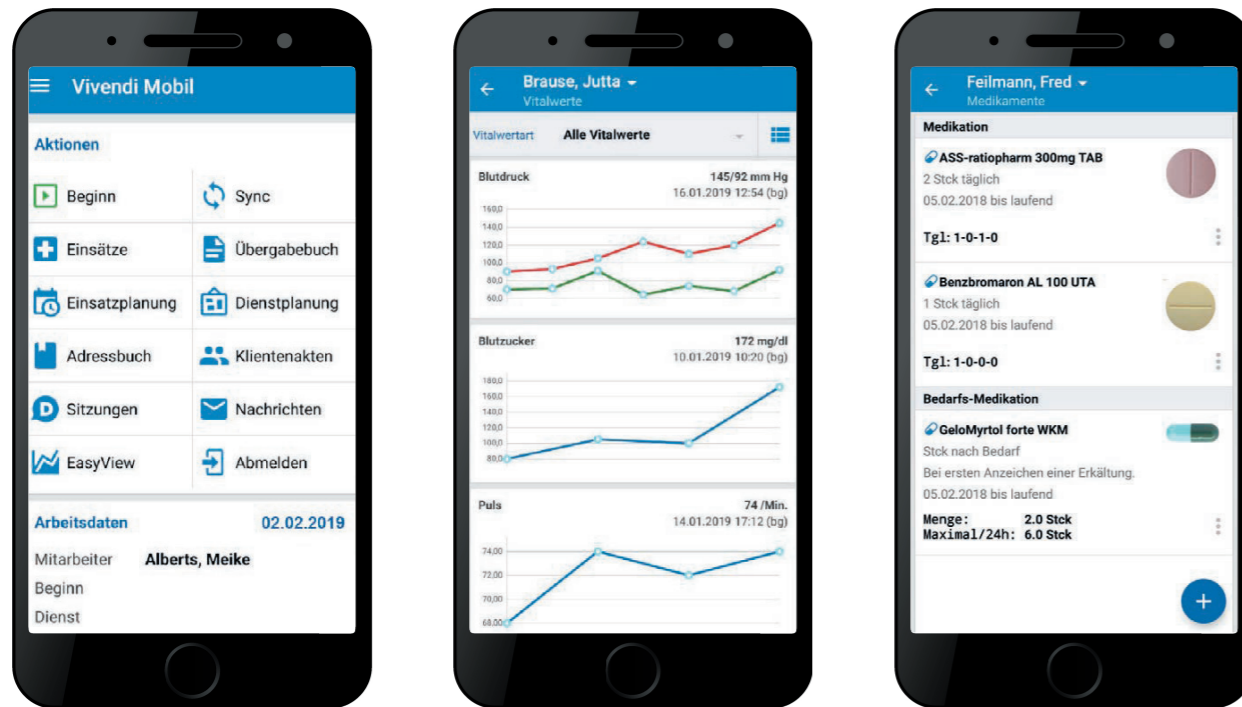 Vivendi Mobil
Aktionen
Beginn
Sync
Einsätze
Übergabebuch
Einsatzplanung
Dienstplanung
Adressbuch
Klientenakten
Sitzungen
Nachrichten
EasyView
Abmelden
Arbeitsdaten 02.02.2019
Mitarbeiter Alberts, Meike
Beginn
Dienst
Brause, Jutta
Vitalwerte
Vitalwertart Alle Vitalwerte
Blutdruck 145/92 mm Hg
16.01.2019 12:54 (bg)
160,0
140,0
120,0
100,0
80,0
60,0
Blutzucker 172 mg/dl
10.01.2019 10:20 (bg)
180,0
160,0
140,0
120,0
100,0
80,0
Puls 74 /Min.
14.01.2019 17:12 (bg)
74,00
72,00
70,00
68,00
Feilmann, Fred
Medikamente
Medikation
ASS-ratiopharm 300mg TAB
2 Stck täglich
05.02.2018 bis laufend
Tgl: 1-0-1-0
Benzbromaron AL 100 UTA
1 Stck täglich
05.02.2018 bis laufend
Tgl: 1-0-0-0
Bedarfs-Medikation
GeloMyrtol forte WKM
Stck nach Bedarf
Bei ersten Anzeichen einer Erkältung.
05.02.2018 bis laufend
Menge: 2.0 Stck
Maximal/24h: 6.0 Stck